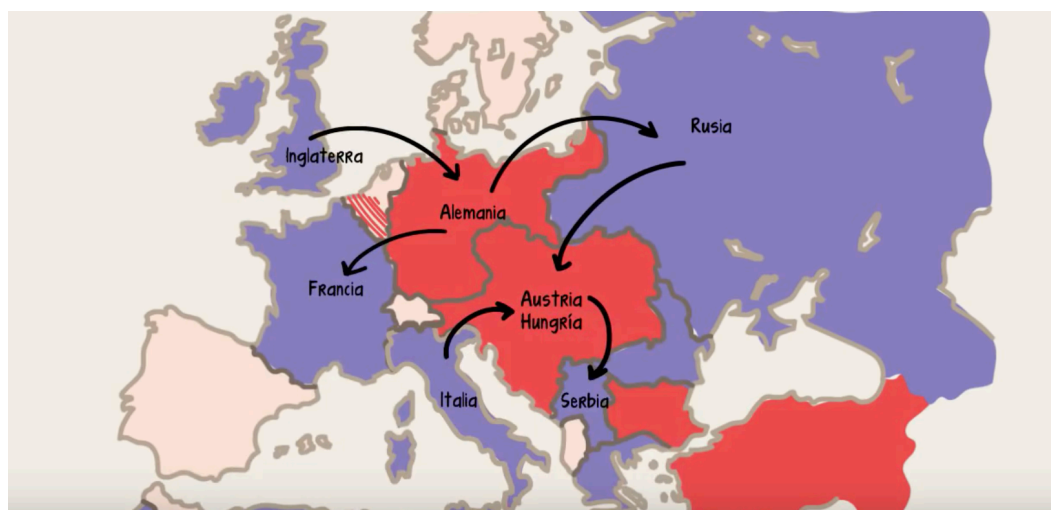 Rusia
Inglaterra
Alemania
Francia
Austria
Hungría
Italia
Serbia